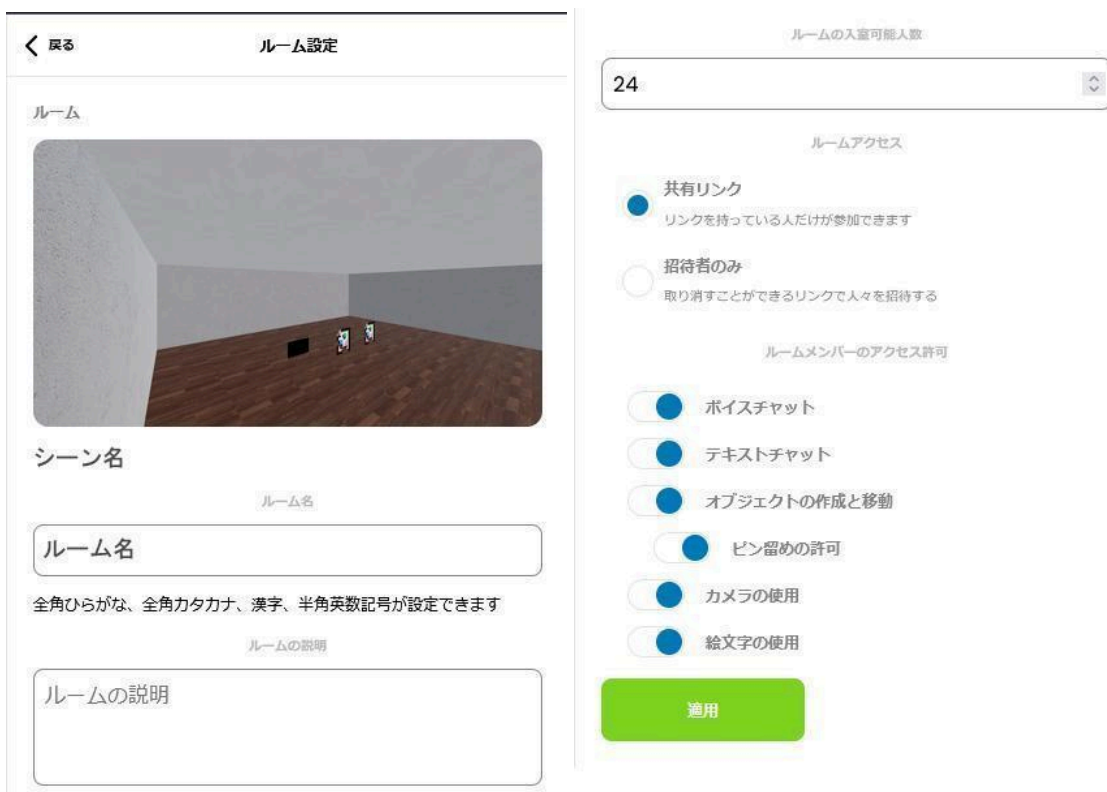 戻る
ルーム設定
ルーム
シーン名
ルーム名
ルーム名
全角ひらがな、全角カタカナ、漢字、半角英数記号が設定できます
ルームの説明
ルームの説明
ルームの入室可能人数
24
ルームアクセス
共有リンク
リンクを持っている人だけが参加できます
招待者のみ
取り消すことができるリンクで人々を招待する
ルームメンバーのアクセス許可
ボイスチャット
テキストチャット
オブジェクトの作成と移動
ピン留めの許可
カメラの使用
絵文字の使用
適用